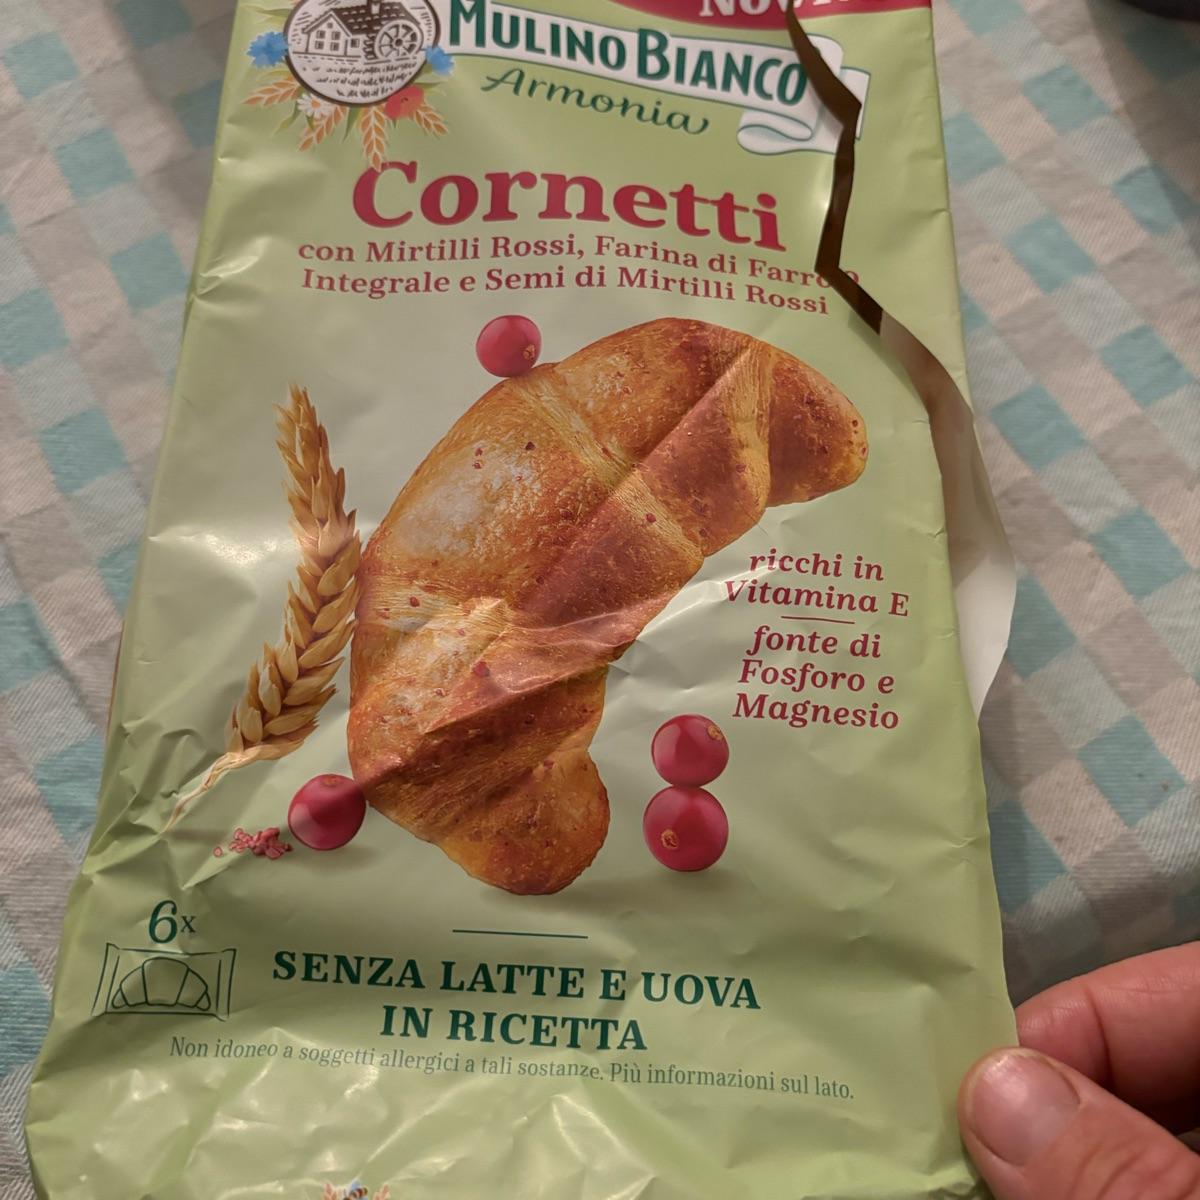 MULINO BIANCO
Armonia
Cornetti
con Mirtilli Rossi, Farina di Farro
Integrale e Semi di Mirtilli Rossi
ricchi in
Vitamina E
fonte di
Fosforo e
Magnesio
6x
SENZA LATTE E UOVA
IN RICETTA
Non idoneo a soggetti allergici a tali sostanze. Più informazioni sul lato.